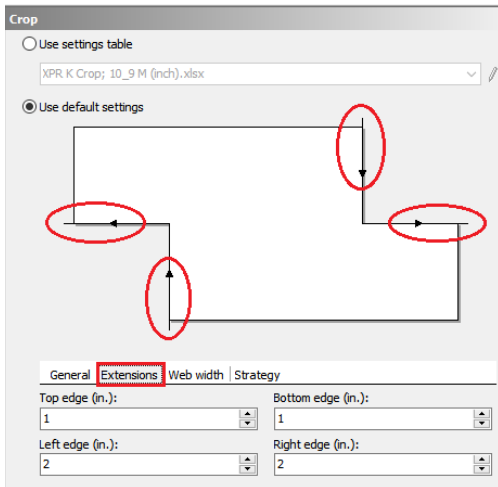 Crop
Use settings table
XPR K Crop; 10_9 M (inch).xlsx
Use default settings
General Extensions Web width Strategy
Top edge (in.): Bottom edge (in.):
1 1
Left edge (in.): Right edge (in.):
2 2